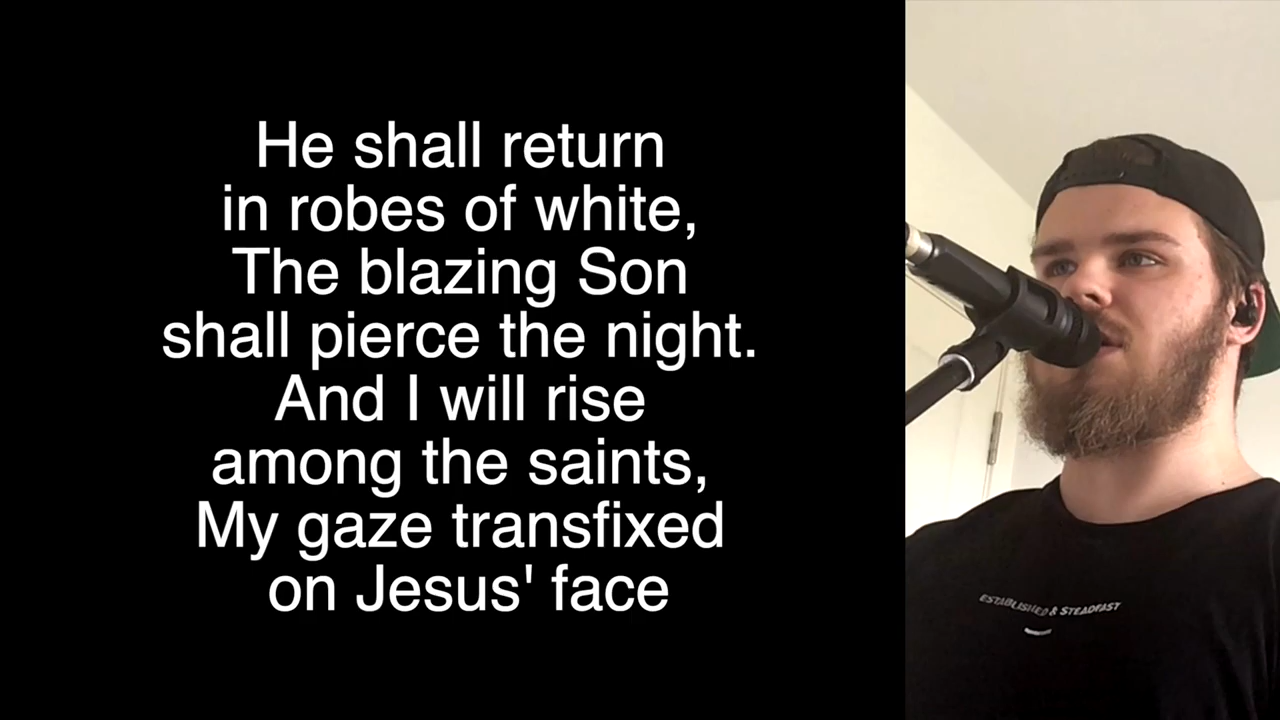 He shall return
in robes of white,
The blazing Son
shall pierce the night.
And I will rise
among the saints,
My gaze transfixed
on Jesus' face
ESTABLISHED & STEADFAST